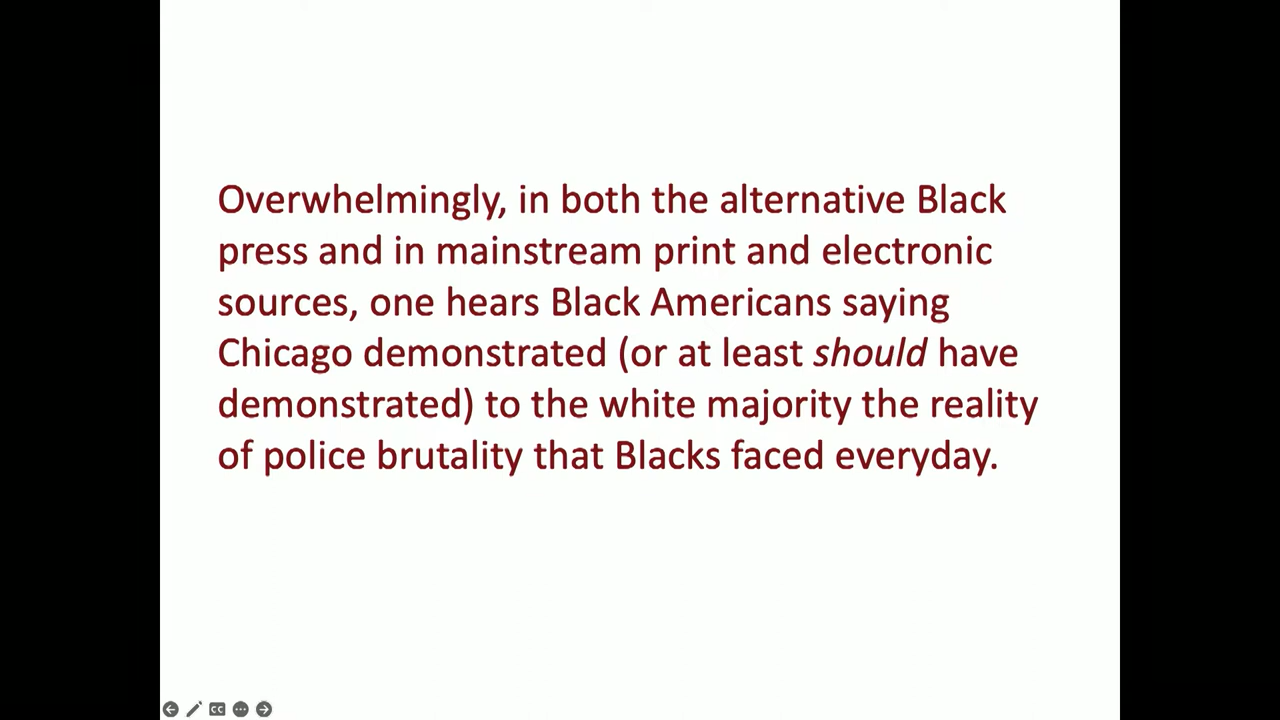 Overwhelmingly, in both the alternative Black
press and in mainstream print and electronic
sources, one hears Black Americans saying
Chicago demonstrated (or at least should have
demonstrated) to the white majority the reality
of police brutality that Blacks faced everyday.
CC